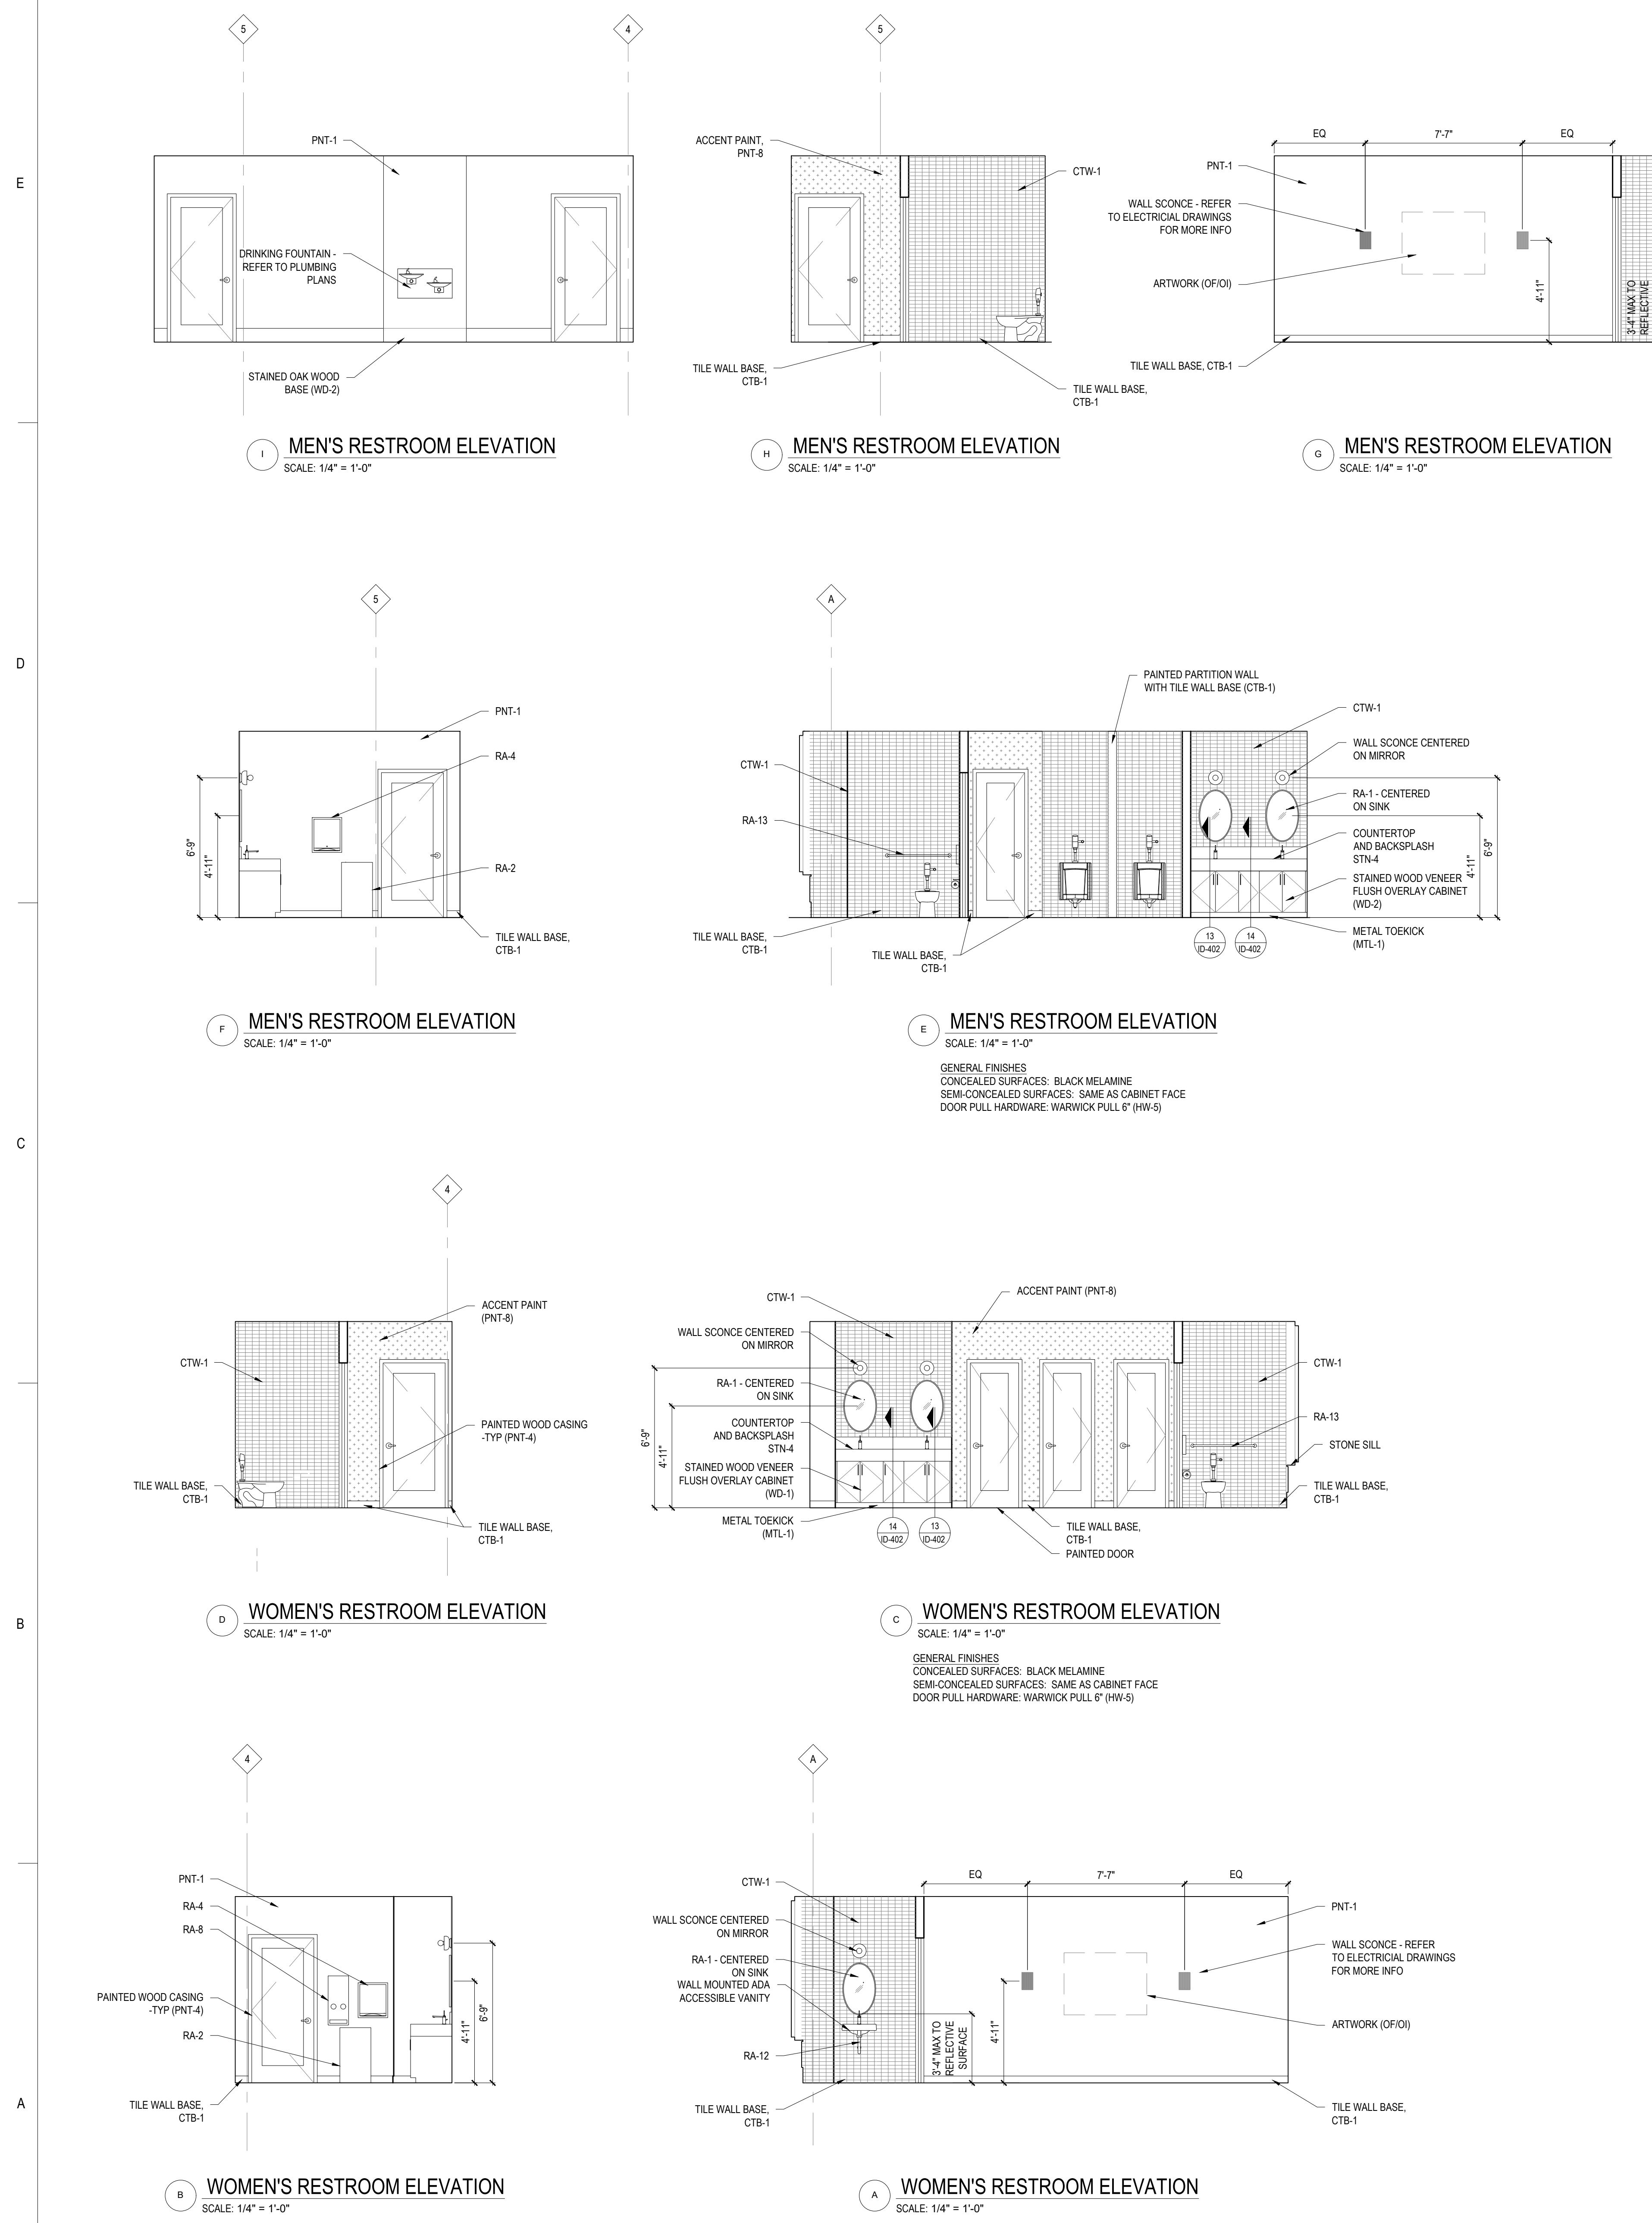 5
4
5
E
PNT-1
DRINKING FOUNTAIN -
REFER TO PLUMBING
PLANS
STAINED OAK WOOD
BASE (WD-2)
I
MEN'S RESTROOM ELEVATION
SCALE: 1/4" = 1'-0"
ACCENT PAINT,
PNT-8
CTW-1
TILE WALL BASE,
CTB-1
TILE WALL BASE,
CTB-1
H
MEN'S RESTROOM ELEVATION
SCALE: 1/4" = 1'-0"
EQ
7'-7"
EQ
PNT-1
WALL SCONCE - REFER
TO ELECTRICIAL DRAWINGS
FOR MORE INFO
ARTWORK (OF/OI)
4'-11"
3'-4" MAX TO
REFLECTIVE
TILE WALL BASE, CTB-1
G
MEN'S RESTROOM ELEVATION
SCALE: 1/4" = 1'-0"
D
5
PNT-1
RA-4
RA-2
6'-9"
4'-11"
TILE WALL BASE,
CTB-1
F
MEN'S RESTROOM ELEVATION
SCALE: 1/4" = 1'-0"
A
PAINTED PARTITION WALL
WITH TILE WALL BASE (CTB-1)
CTW-1
WALL SCONCE CENTERED
ON MIRROR
RA-1 - CENTERED
ON SINK
COUNTERTOP
AND BACKSPLASH
STN-4
STAINED WOOD VENEER
FLUSH OVERLAY CABINET
(WD-2)
METAL TOEKICK
(MTL-1)
4'-11"
6'-9"
CTW-1
RA-13
TILE WALL BASE,
CTB-1
TILE WALL BASE,
CTB-1
13
ID-402
14
ID-402
E
MEN'S RESTROOM ELEVATION
SCALE: 1/4" = 1'-0"
GENERAL FINISHES
CONCEALED SURFACES: BLACK MELAMINE
SEMI-CONCEALED SURFACES: SAME AS CABINET FACE
DOOR PULL HARDWARE: WARWICK PULL 6" (HW-5)
C
4
ACCENT PAINT
(PNT-8)
CTW-1
PAINTED WOOD CASING
-TYP (PNT-4)
TILE WALL BASE,
CTB-1
TILE WALL BASE,
CTB-1
D
WOMEN'S RESTROOM ELEVATION
SCALE: 1/4" = 1'-0"
CTW-1
ACCENT PAINT (PNT-8)
WALL SCONCE CENTERED
ON MIRROR
RA-1 - CENTERED
ON SINK
COUNTERTOP
AND BACKSPLASH
STN-4
STAINED WOOD VENEER
FLUSH OVERLAY CABINET
(WD-1)
METAL TOEKICK
(MTL-1)
6'-9"
4'-11"
14
ID-402
13
ID-402
TILE WALL BASE,
CTB-1
PAINTED DOOR
CTW-1
RA-13
STONE SILL
TILE WALL BASE,
CTB-1
B
C
WOMEN'S RESTROOM ELEVATION
SCALE: 1/4" = 1'-0"
GENERAL FINISHES
CONCEALED SURFACES: BLACK MELAMINE
SEMI-CONCEALED SURFACES: SAME AS CABINET FACE
DOOR PULL HARDWARE: WARWICK PULL 6" (HW-5)
4
PNT-1
RA-4
RA-8
PAINTED WOOD CASING
-TYP (PNT-4)
RA-2
TILE WALL BASE,
CTB-1
4'-11"
6'-9"
B
WOMEN'S RESTROOM ELEVATION
SCALE: 1/4" = 1'-0"
A
A
EQ
7'-7"
EQ
CTW-1
WALL SCONCE CENTERED
ON MIRROR
RA-1 - CENTERED
ON SINK
WALL MOUNTED ADA
ACCESSIBLE VANITY
RA-12
TILE WALL BASE,
CTB-1
3'-4" MAX TO
REFLECTIVE
SURFACE
4'-11"
PNT-1
WALL SCONCE - REFER
TO ELECTRICIAL DRAWINGS
FOR MORE INFO
ARTWORK (OF/OI)
TILE WALL BASE,
CTB-1
A
WOMEN'S RESTROOM ELEVATION
SCALE: 1/4" = 1'-0"